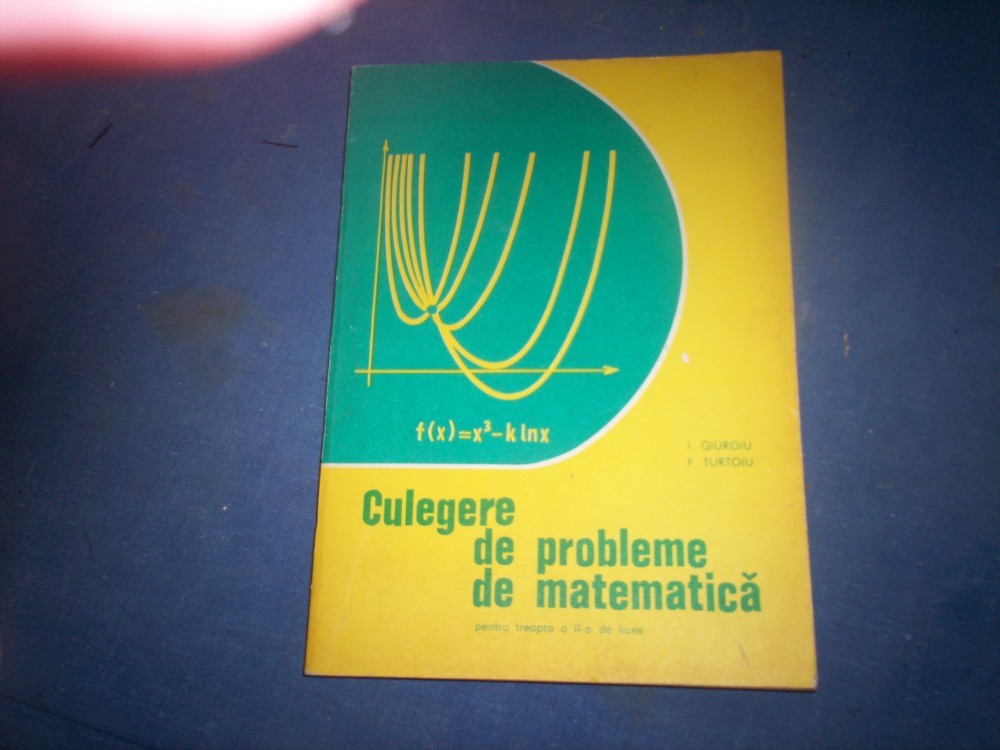 f(x)=x³-k lnx
I. GIURGIU
F. TURTOIU
Culegere
de probleme
de matematică
pentru treapta a II-a de licee